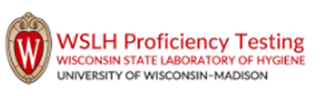 W
WSLH Proficiency Testing
WISCONSIN STATE LABORATORY OF HYGIENE
UNIVERSITY OF WISCONSIN–MADISON